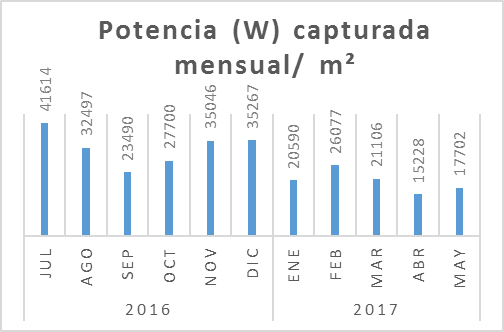 Potencia (W) capturada
mensual/ m²
41614
32497
23490
27700
35046
35267
20590
26077
21106
15228
17702
JUL
AGO
SEP
OCT
NOV
DIC
ENE
FEB
MAR
ABR
MAY
2016
2017